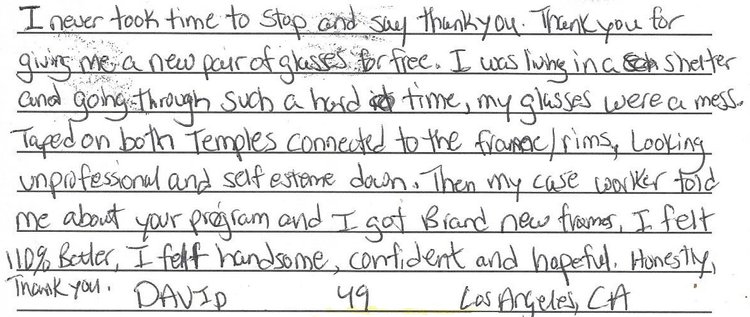 I never took time to stop and say thankyou. Thankyou for
giving me a new pair of glasses for free. I was living in a shelter
and going through such a hard time, my glasses were a mess.
Taped on both Temples connected to the frame/rims, Looking
unprofessional and self esteme down. Then my case worker told
me about your program and I got Brand new frames, I felt
110% Better, I felt handsome, confident and hopeful. Honestly,
Thank you. DAVID 49 Los Angeles, CA